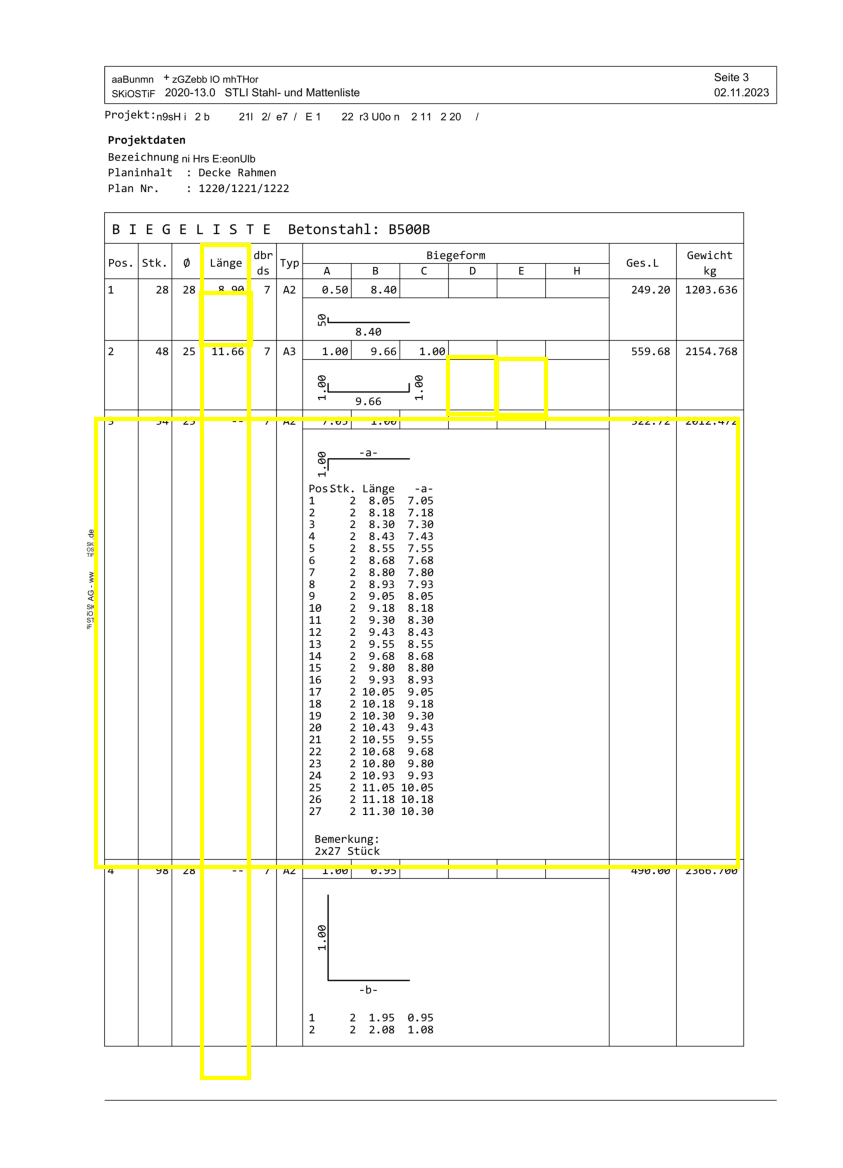 aaBunmn + zGZebb IO mhTHor Seite 3
SKiOSTiF 2020-13.0 STLI Stahl- und Mattenliste 02.11.2023
Projekt:n9sH i 2 b 21I 2/ e7 / E 1 22 r3 U0o n 2 11 2 20 /
Projektdaten
Bezeichnung ni Hrs E:eonUlb
Planinhalt : Decke Rahmen
Plan Nr. : 1220/1221/1222
B I E G E L I S T E Betonstahl: B500B
Pos. Stk. Ø Länge dbr ds Typ Biegeform Ges.L Gewicht kg
A B C D E H
1 28 28 8.90 7 A2 0.50 8.40 249.20 1203.636
50
8.40
2 48 25 11.66 7 A3 1.00 9.66 1.00 559.68 2154.768
1.00 1.00
9.66
3 54 25 -- 7 A2 7.05 1.00 522.72 2012.472
1.00 -a-
Pos Stk. Länge -a-
1 2 8.05 7.05
2 2 8.18 7.18
3 2 8.30 7.30
4 2 8.43 7.43
5 2 8.55 7.55
6 2 8.68 7.68
7 2 8.80 7.80
8 2 8.93 7.93
9 2 9.05 8.05
10 2 9.18 8.18
11 2 9.30 8.30
12 2 9.43 8.43
13 2 9.55 8.55
14 2 9.68 8.68
15 2 9.80 8.80
16 2 9.93 8.93
17 2 10.05 9.05
18 2 10.18 9.18
19 2 10.30 9.30
20 2 10.43 9.43
21 2 10.55 9.55
22 2 10.68 9.68
23 2 10.80 9.80
24 2 10.93 9.93
25 2 11.05 10.05
26 2 11.18 10.18
27 2 11.30 10.30
Bemerkung:
2x27 Stück
4 98 28 -- 7 A2 1.00 0.95 490.00 2366.700
1.00
-b-
1 2 1.95 0.95
2 2 2.08 1.08
AG - ww de